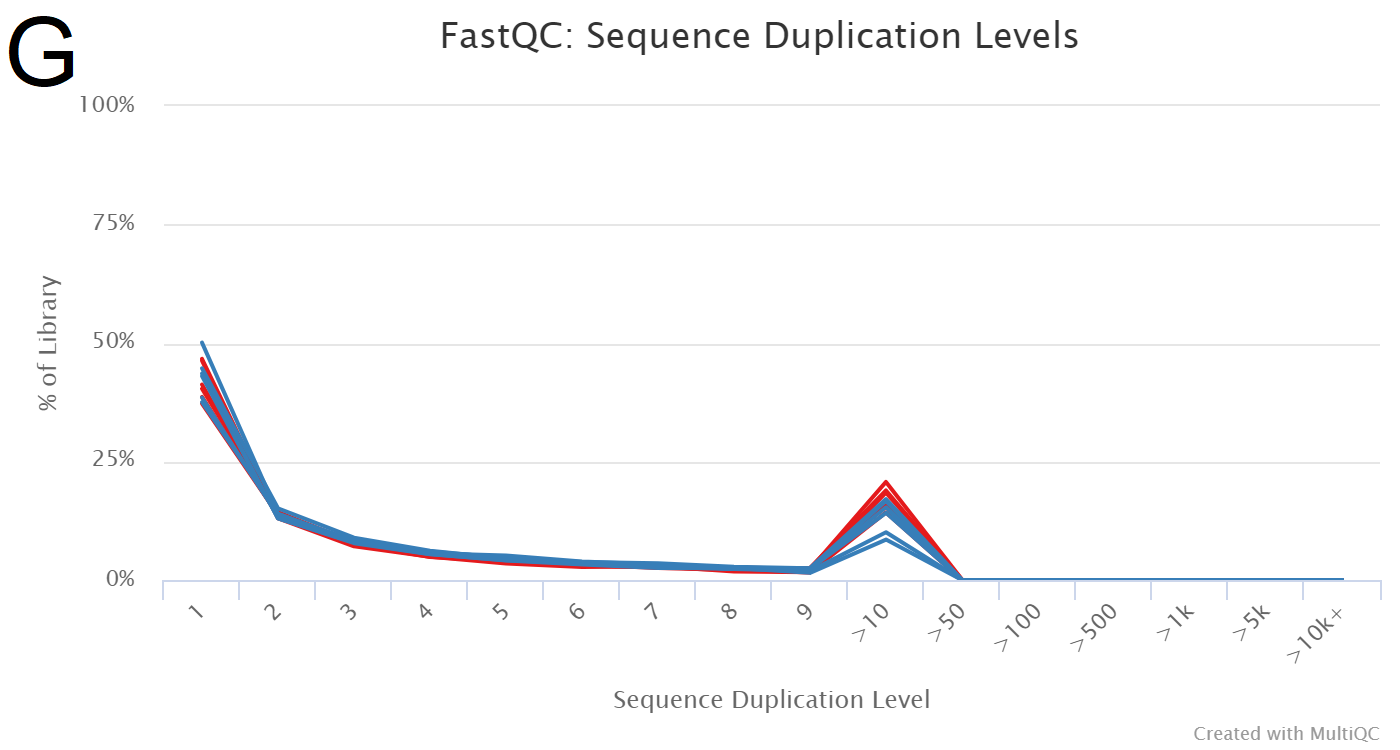 G
FastQC: Sequence Duplication Levels
100%
75%
50%
25%
0%
% of Library
1 2 3 4 5 6 7 8 9 >10 >50 >100 >500 >1k >5k >10k+
Sequence Duplication Level
Created with MultiQC